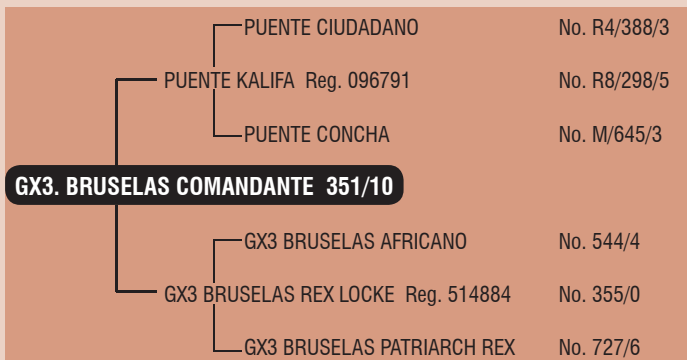 PUENTE CIUDADANO No. R4/388/3
PUENTE KALIFA Reg. 096791 No. R8/298/5
PUENTE CONCHA No. M/645/3
GX3. BRUSELAS COMANDANTE 351/10
GX3 BRUSELAS AFRICANO No. 544/4
GX3 BRUSELAS REX LOCKE Reg. 514884 No. 355/0
GX3 BRUSELAS PATRIARCH REX No. 727/6